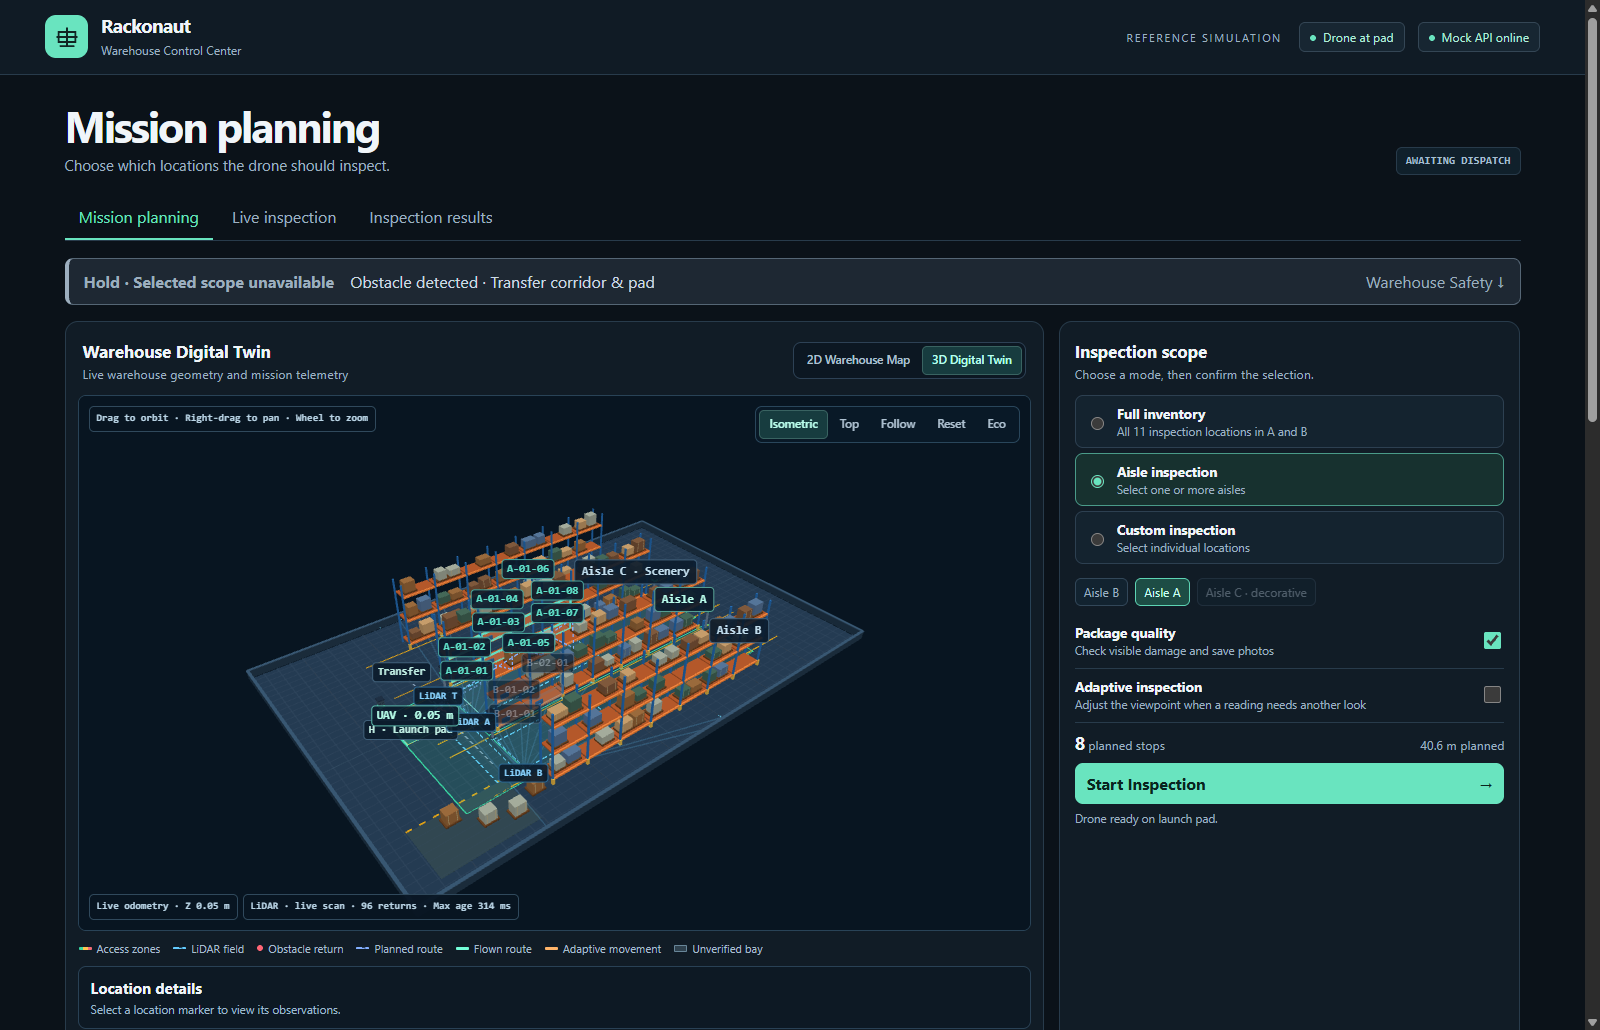 Rackonaut
Warehouse Control Center
REFERENCE SIMULATION
Drone at pad
Mock API online
Mission planning
Choose which locations the drone should inspect.
AWAITING DISPATCH
Mission planning
Live inspection
Inspection results
Hold · Selected scope unavailable Obstacle detected · Transfer corridor & pad
Warehouse Safety ↓
Warehouse Digital Twin
Live warehouse geometry and mission telemetry
2D Warehouse Map
3D Digital Twin
Drag to orbit · Right-drag to pan · Wheel to zoom
Isometric
Top
Follow
Reset
Eco
A-01-06
Aisle C · Scenery
A-01-08
A-01-04
Aisle A
A-01-07
A-01-03
Aisle B
A-01-05
A-01-02
B-02-01
Transfer
A-01-01
B-01-02
LiDAR T
UAV · 0.05 m
B-01-01
LiDAR A
H · Launch pad
LiDAR B
Live odometry · Z 0.05 m
LiDAR · live scan · 96 returns · Max age 314 ms
Access zones
LiDAR field
Obstacle return
Planned route
Flown route
Adaptive movement
Unverified bay
Location details
Select a location marker to view its observations.
Inspection scope
Choose a mode, then confirm the selection.
Full inventory
All 11 inspection locations in A and B
Aisle inspection
Select one or more aisles
Custom inspection
Select individual locations
Aisle B
Aisle A
Aisle C · decorative
Package quality
Check visible damage and save photos
Adaptive inspection
Adjust the viewpoint when a reading needs another look
8 planned stops
40.6 m planned
Start Inspection →
Drone ready on launch pad.